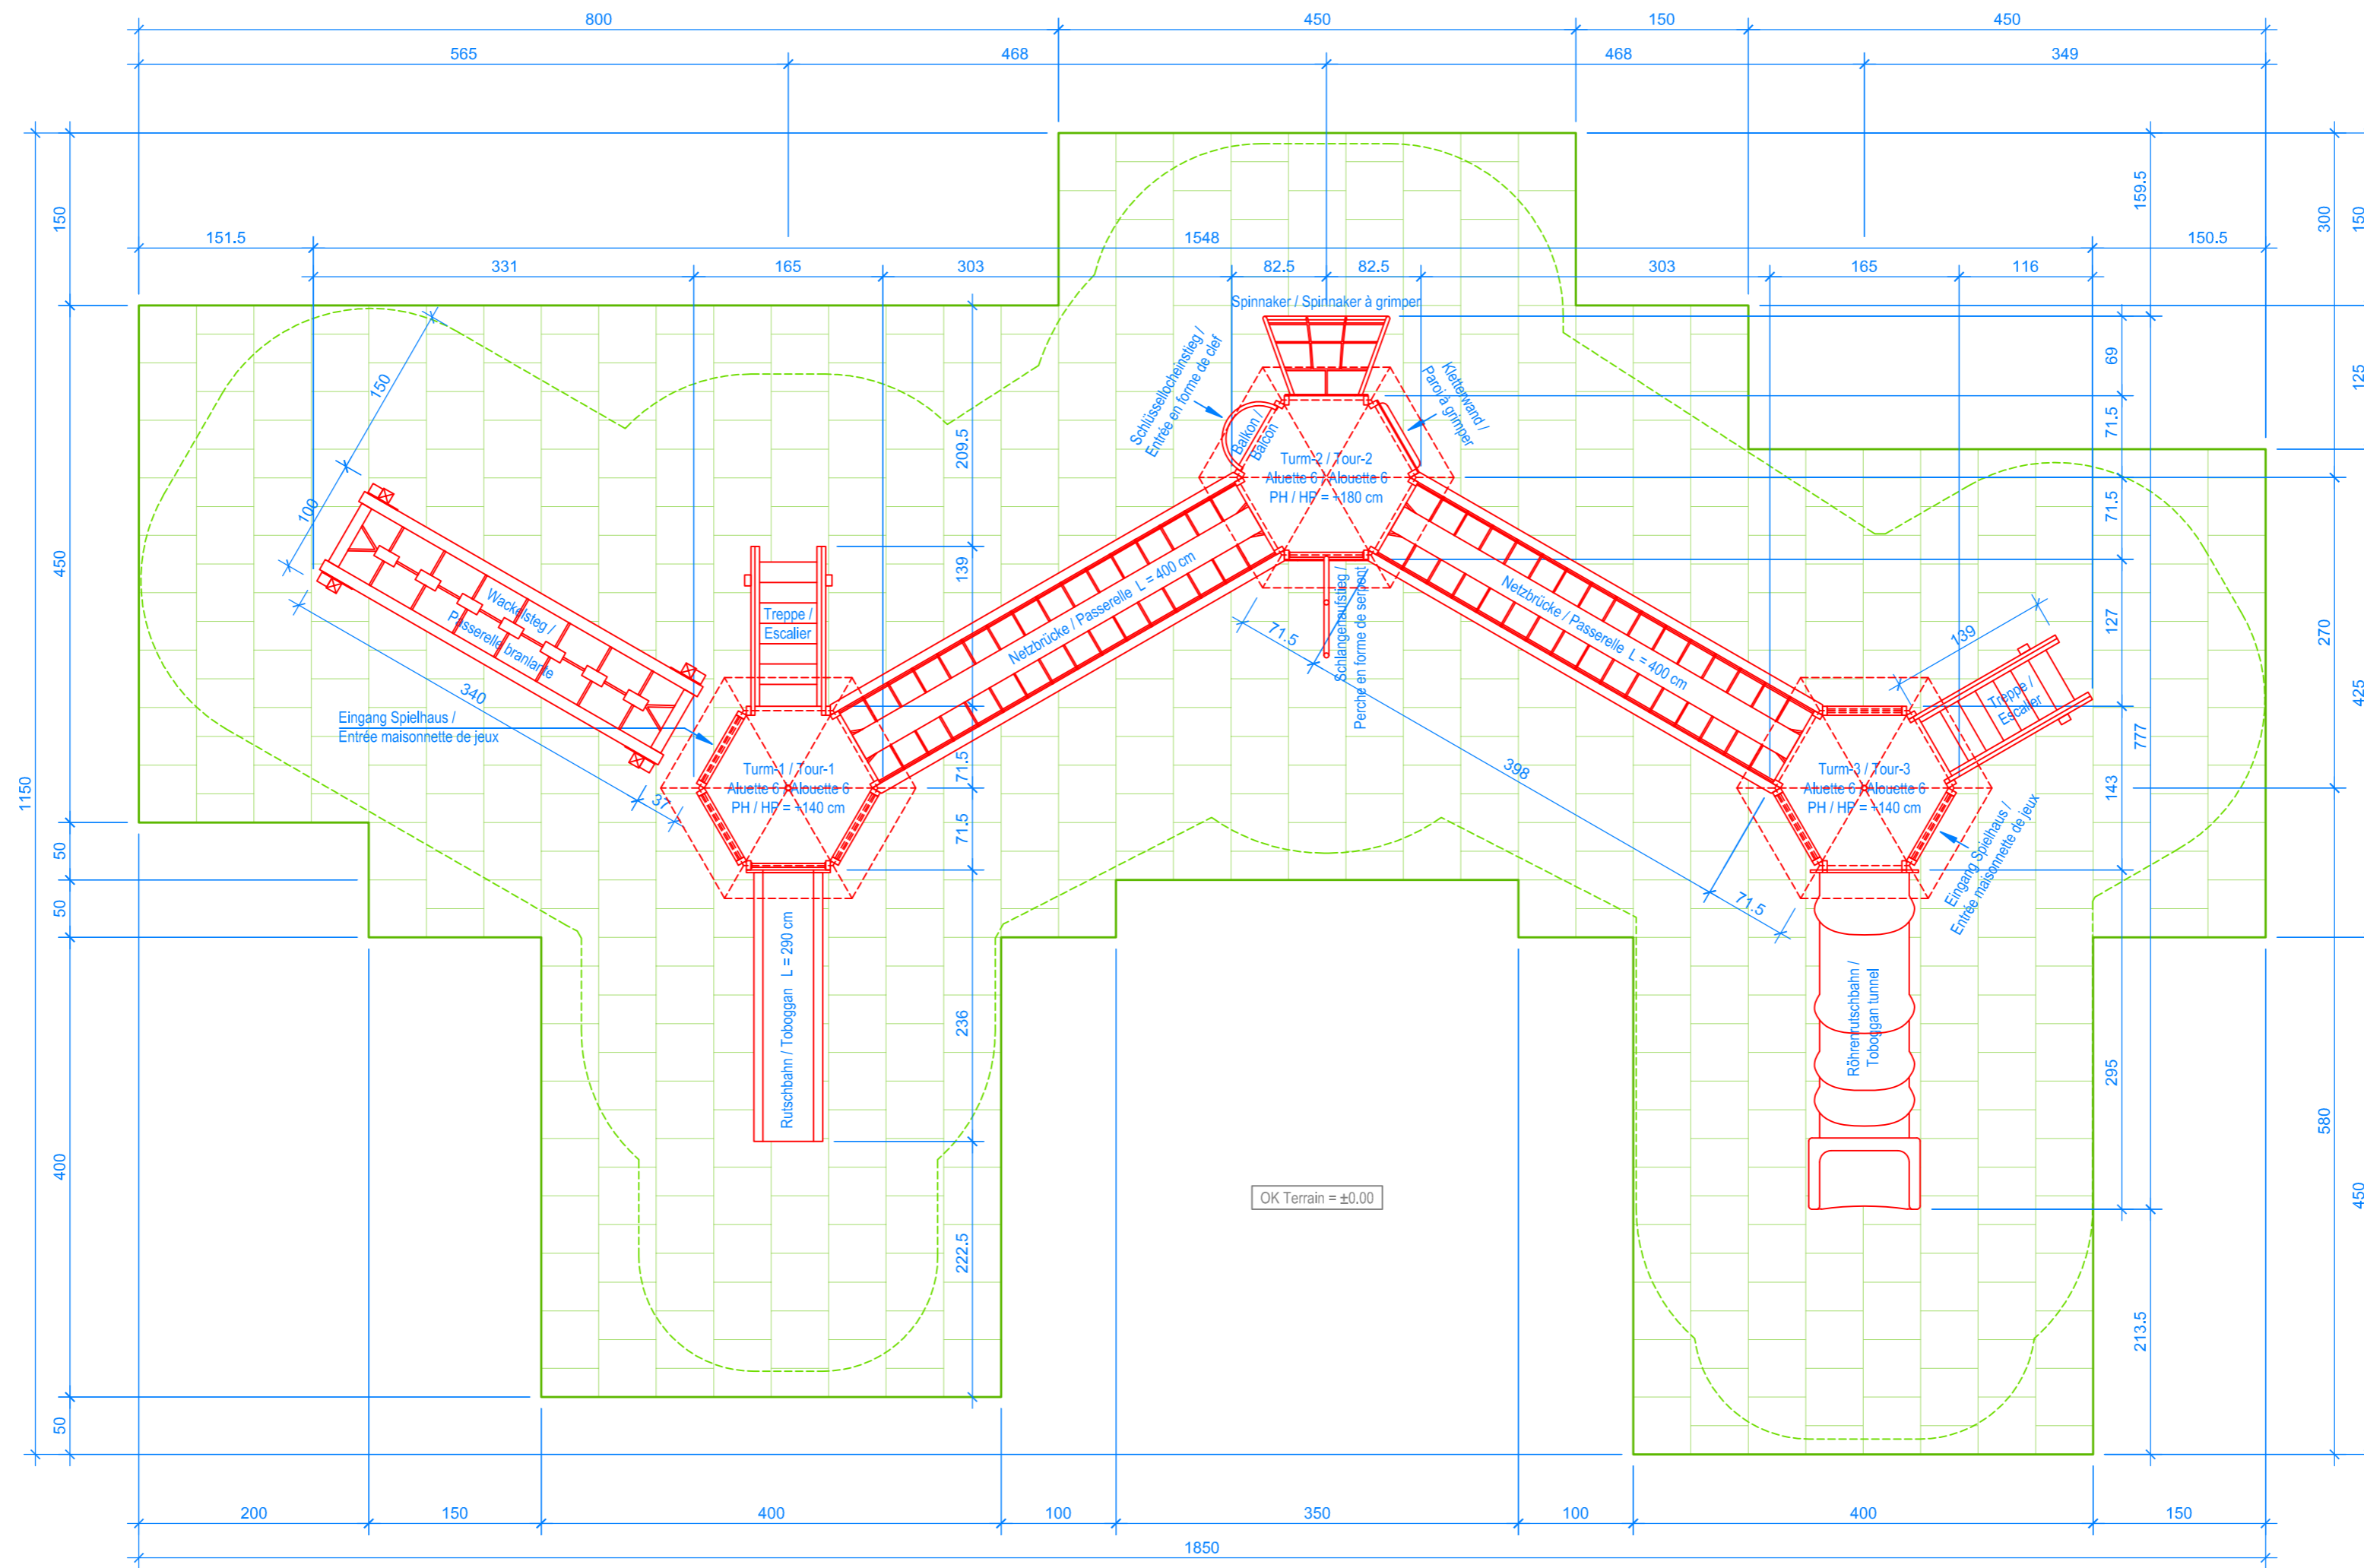 800
450
150
450
565
468
468
349
151.5
1548
150.5
331
165
303
82.5
82.5
303
165
116
1150
150
450
50
50
400
50
159.5
300
150
69
125
71.5
71.5
127
270
425
777
143
295
580
450
213.5
209.5
139
71.5
71.5
236
222.5
150
100
340
37
71.5
398
71.5
139
Spinnaker / Spinnaker à grimper
Schlüssellocheinstieg /
Entrée en forme de clef
Balkon /
Balcon
Kletterwand /
Paroi à grimper
Turm-2 / Tour-2
Aluette 6 / Alouette 6
PH / HP = +180 cm
Wackelsteg /
Passerelle branlante
Treppe /
Escalier
Netzbrücke / Passerelle L = 400 cm
Schlangenaufstieg /
Perche en forme de serpent
Netzbrücke / Passerelle L = 400 cm
Treppe /
Escalier
Eingang Spielhaus /
Entrée maisonnette de jeux
Turm-1 / Tour-1
Aluette 6 / Alouette 6
PH / HP = +140 cm
Turm-3 / Tour-3
Aluette 6 / Alouette 6
PH / HP = +140 cm
Eingang Spielhaus /
Entrée maisonnette de jeux
Rutschbahn / Toboggan L = 290 cm
Röhrenrutschbahn /
Toboggan tunnel
OK Terrain = ±0.00
200
150
400
100
350
100
400
150
1850